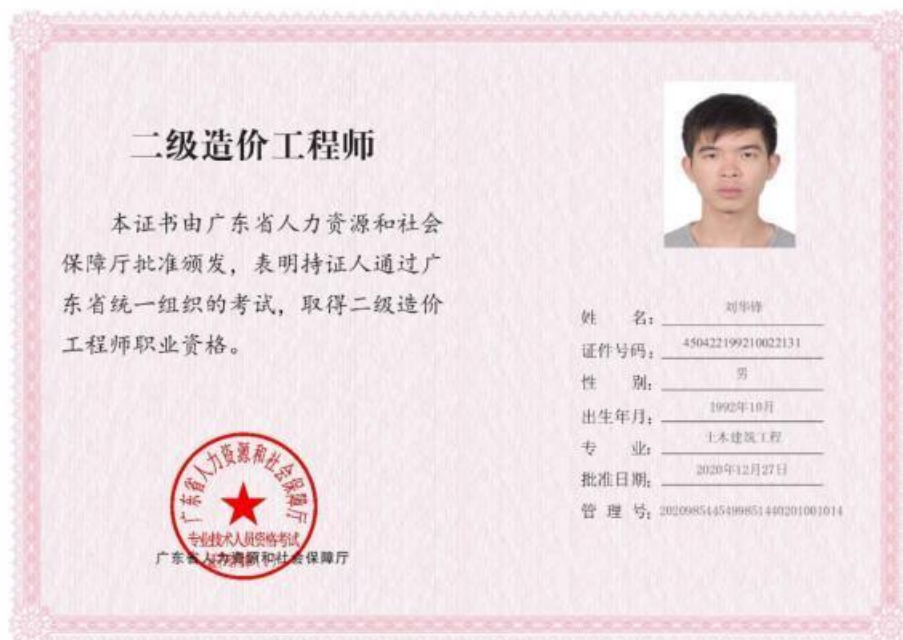 二级造价工程师
本证书由广东省人力资源和社会
保障厅批准颁发，表明持证人通过广
东省统一组织的考试，取得二级造价
工程师职业资格。
广东省人力资源和社会保障厅
专业技术人员资格考试
广东省人力资源和社会保障厅
姓 名：刘华锋
证件号码：450422199210022131
性 别：男
出生年月：1992年10月
专 业：土木建筑工程
批准日期：2020年12月27日
管 理 号：20209854454998514402010010​14